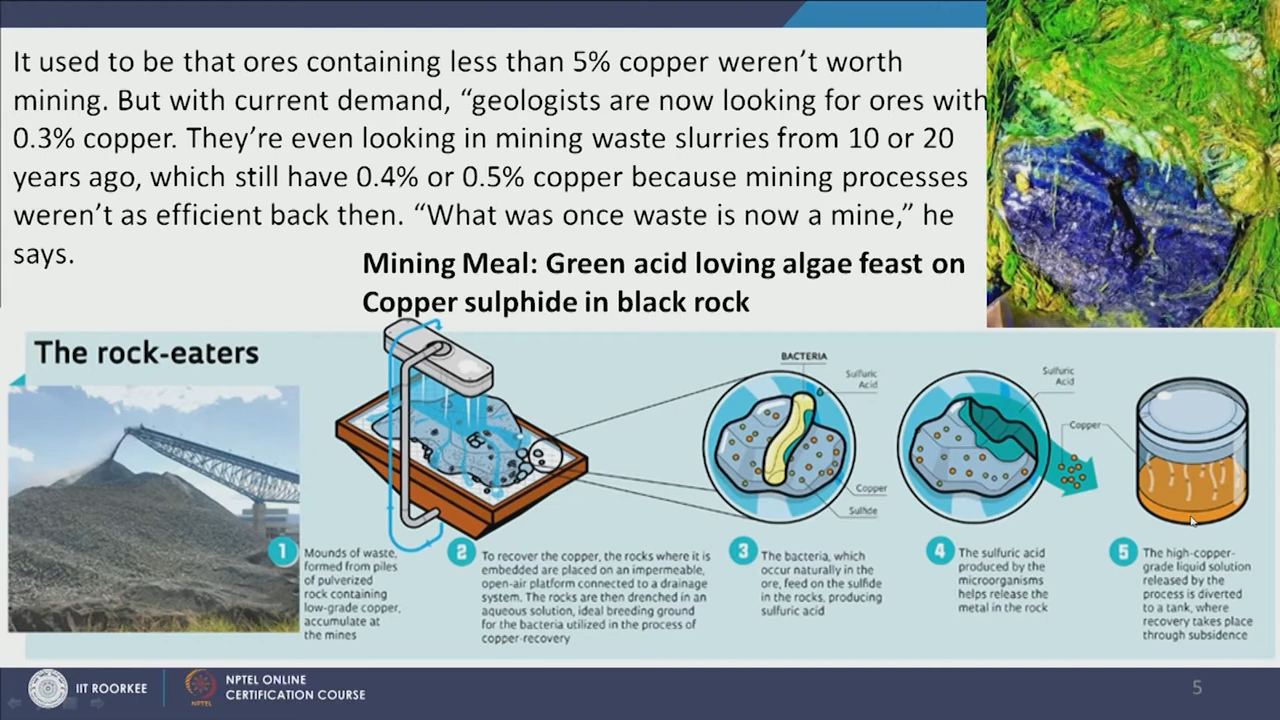 It used to be that ores containing less than 5% copper weren’t worth
mining. But with current demand, “geologists are now looking for ores with
0.3% copper. They’re even looking in mining waste slurries from 10 or 20
years ago, which still have 0.4% or 0.5% copper because mining processes
weren’t as efficient back then. “What was once waste is now a mine,” he
says.
Mining Meal: Green acid loving algae feast on
Copper sulphide in black rock
The rock-eaters
BACTERIA
Sulfuric
Acid
Copper
Sulfide
Sulfuric
Acid
Copper
1
Mounds of waste,
formed from piles
of pulverized
rock containing
low-grade copper,
accumulate at
the mines
2
To recover the copper, the rocks where it is
embedded are placed on an impermeable,
open-air platform connected to a drainage
system. The rocks are then drenched in an
aqueous solution, ideal breeding ground
for the bacteria utilized in the process of
copper-recovery
3
The bacteria, which
occur naturally in the
ore, feed on the sulfide
in the rocks, producing
sulfuric acid
4
The sulfuric acid
produced by the
microorganisms
helps release the
metal in the rock
5
The high-copper-
grade liquid solution
released by the
process is diverted
to a tank, where
recovery takes place
through subsidence
IIT ROORKEE
NPTEL
NPTEL ONLINE
CERTIFICATION COURSE
5